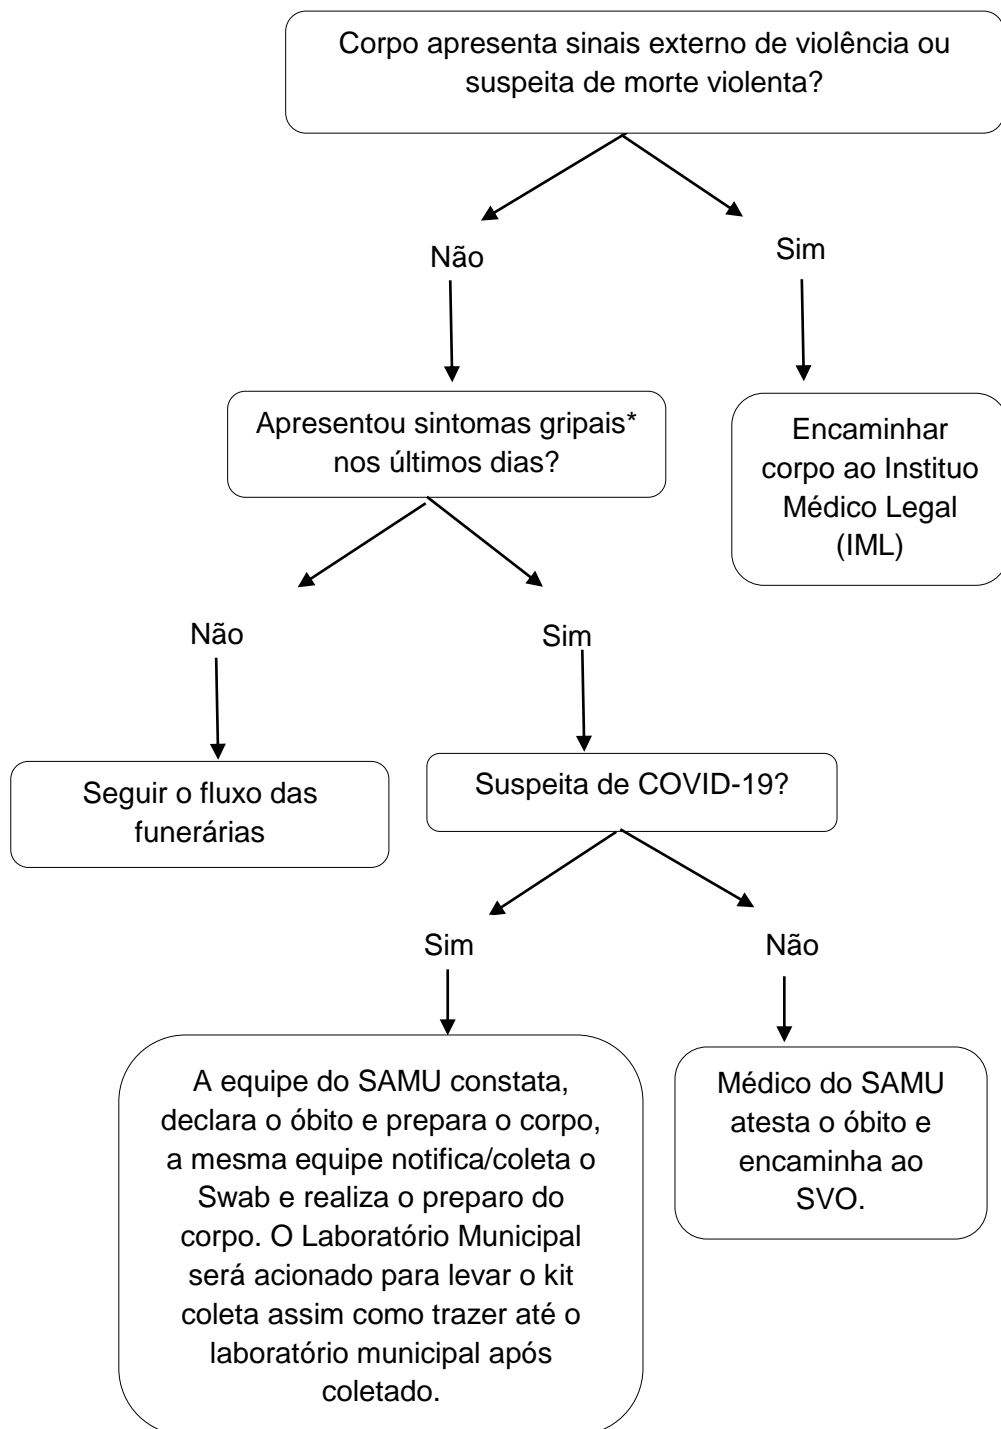 Corpo apresenta sinais externo de violência ou
suspeita de morte violenta?
Não
Sim
Apresentou sintomas gripais*
nos últimos dias?
Encaminhar
corpo ao Instituo
Médico Legal
(IML)
Não
Sim
Seguir o fluxo das
funerárias
Suspeita de COVID-19?
Sim
Não
A equipe do SAMU constata,
declara o óbito e prepara o corpo,
a mesma equipe notifica/coleta o
Swab e realiza o preparo do
corpo. O Laboratório Municipal
será acionado para levar o kit
coleta assim como trazer até o
laboratório municipal após
coletado.
Médico do SAMU
atesta o óbito e
encaminha ao
SVO.